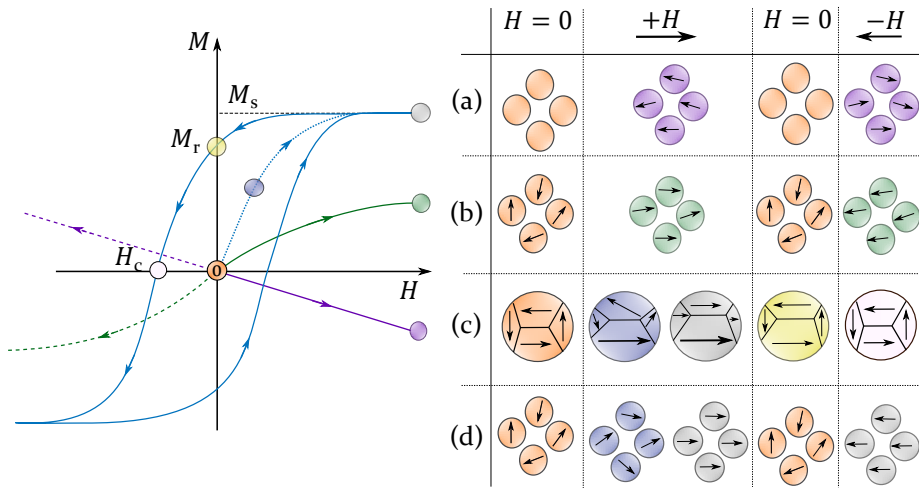 M
M_s
M_r
H_c
0
H
H = 0
+H
H = 0
−H
(a)
(b)
(c)
(d)